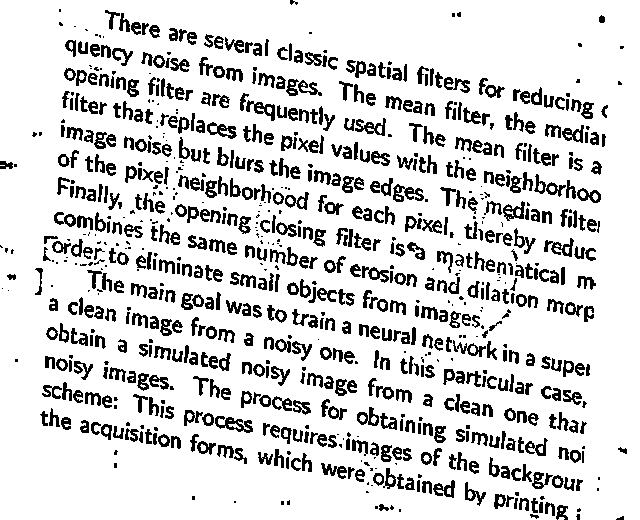 There are several classic spatial filters for reducing
quency noise from images. The mean filter, the median
opening filter are frequently used. The mean filter is a
filter that replaces the pixel values with the neighborhoo
image noise but blurs the image edges. The median filte
of the pixel neighborhood for each pixel, thereby reduc
Finally, the opening closing filter is a mathematical m
combines the same number of erosion and dilation morp
order to eliminate small objects from images.
The main goal was to train a neural network in a super
a clean image from a noisy one. In this particular case,
obtain a simulated noisy image from a clean one than
noisy images. The process for obtaining simulated noi
scheme: This process requires images of the backgroun
the acquisition forms, which were obtained by printing